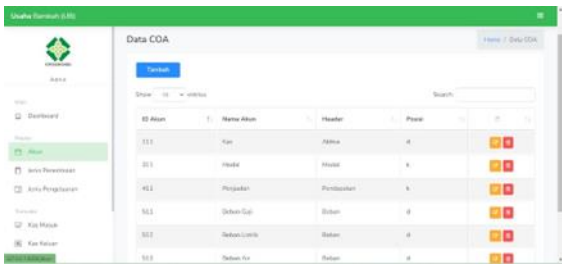 Usaha Rambah (UB)
Data COA
Home / Data COA
Admin
Tambah
Show 10 entries
Search:
Dashboard
Akun
Jenis Penerimaan
Jenis Pengeluaran
Kas Masuk
Kas Keluar
ID Akun Nama Akun Header Posisi
111 Kas Aktiva d
311 Modal Modal k
411 Penjualan Pendapatan k
511 Beban Gaji Beban d
512 Beban Listrik Beban d
513 Beban Air Beban d